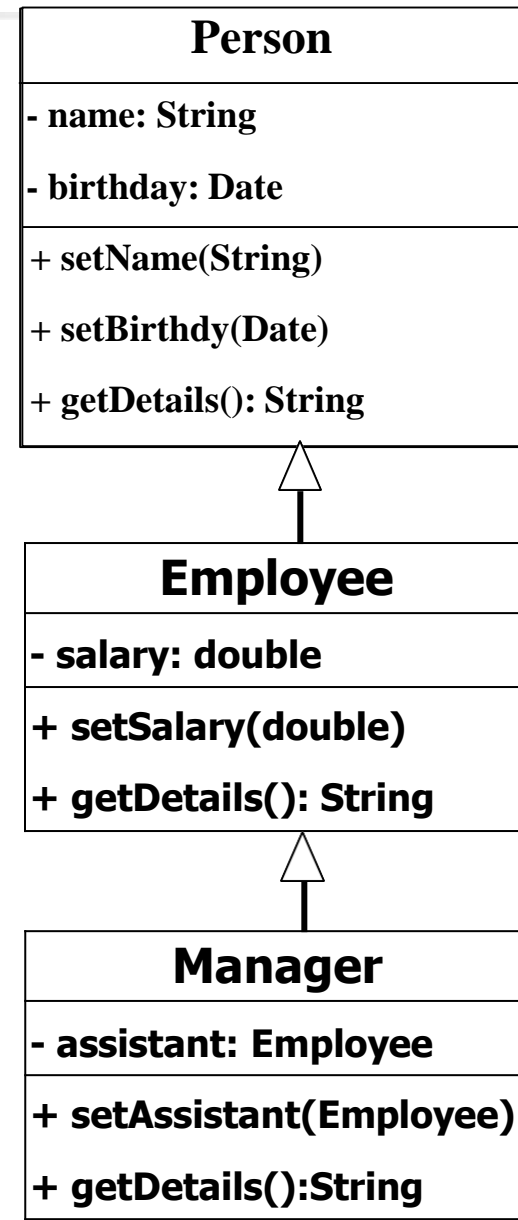 Person
- name: String
- birthday: Date
+ setName(String)
+ setBirthdy(Date)
+ getDetails(): String
Employee
- salary: double
+ setSalary(double)
+ getDetails(): String
Manager
- assistant: Employee
+ setAssistant(Employee)
+ getDetails():String